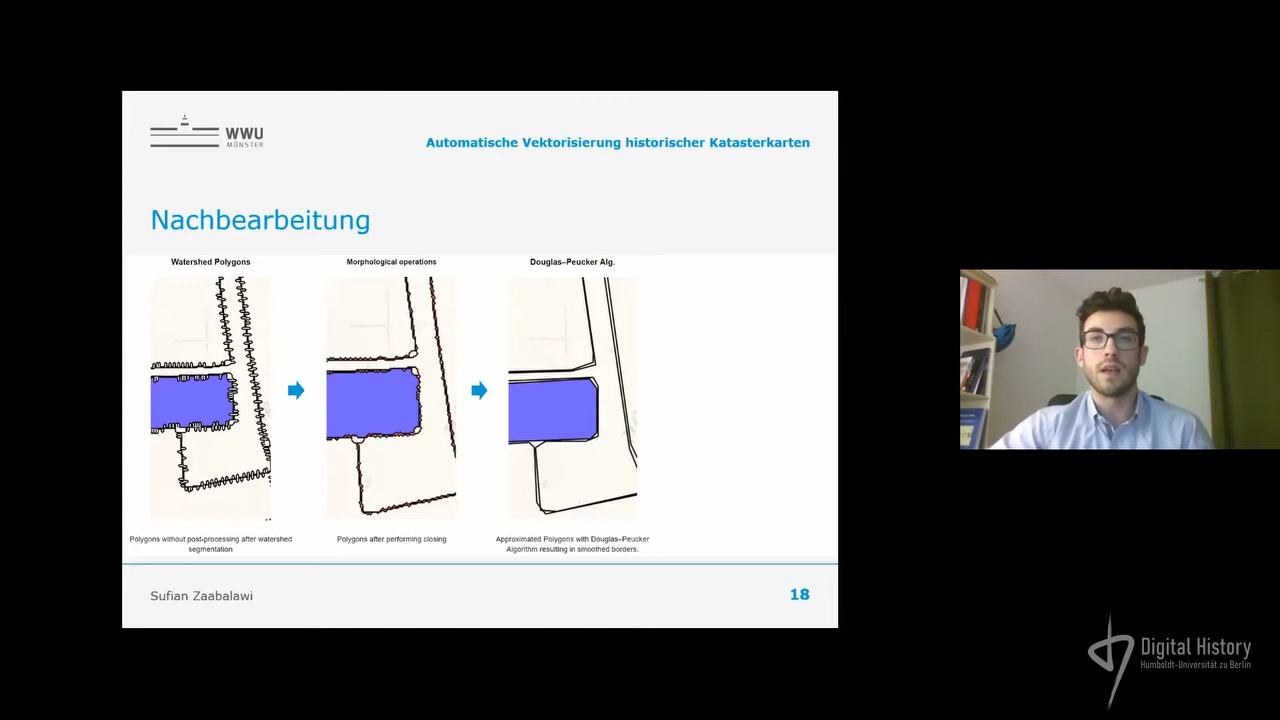 WWU
MÜNSTER
Automatische Vektorisierung historischer Katasterkarten
Nachbearbeitung
Watershed Polygons
Morphological operations
Douglas–Peucker Alg.
Polygons without post-processing after watershed
segmentation
Polygons after performing closing
Approximated Polygons with Douglas–Peucker
Algorithm resulting in smoothed borders.
Sufian Zaabalawi
18
Digital History
Humboldt-Universität zu Berlin